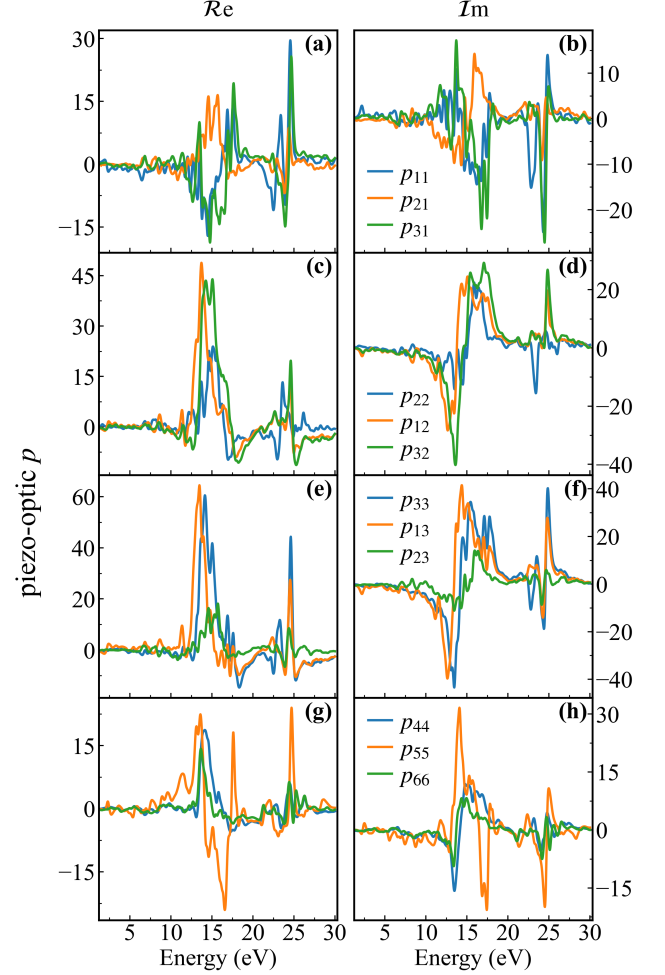 ℛe
ℐm
piezo-optic p
(a)
30
15
0
−15
(b)
10
0
−10
−20
p11
p21
p31
(c)
45
30
15
0
(d)
20
0
−20
−40
p22
p12
p32
(e)
60
40
20
0
(f)
40
20
0
−20
−40
p33
p13
p23
(g)
15
0
−15
(h)
30
15
0
−15
p44
p55
p66
5 10 15 20 25 30
5 10 15 20 25 30
Energy (eV)
Energy (eV)